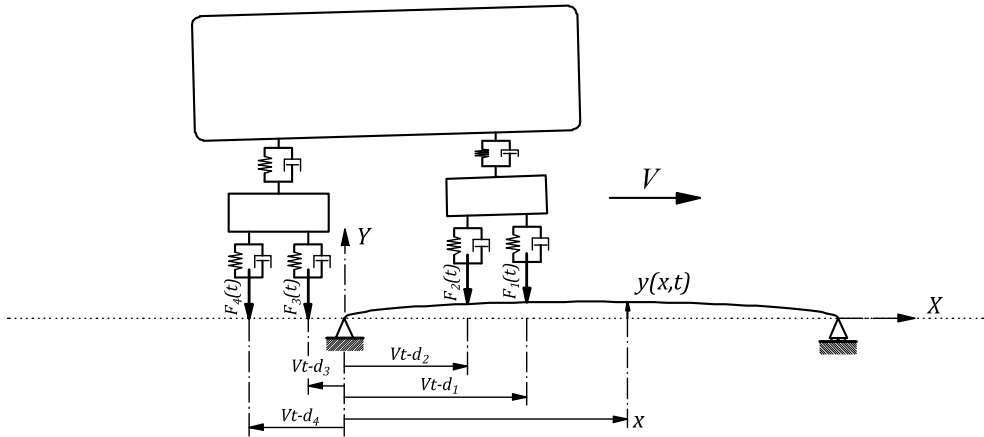 V
Y
F₄(t)
F₃(t)
F₂(t)
F₁(t)
y(x,t)
X
Vt-d₃
Vt-d₂
Vt-d₁
Vt-d₄
x